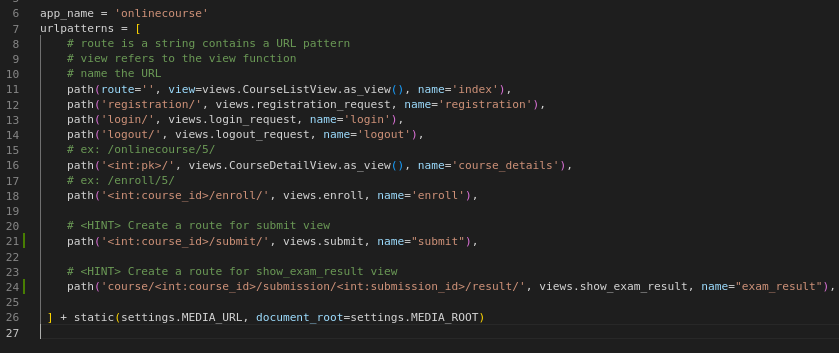 6 app_name = 'onlinecourse'
7 urlpatterns = [
8     # route is a string contains a URL pattern
9     # view refers to the view function
10     # name the URL
11     path(route='', view=views.CourseListView.as_view(), name='index'),
12     path('registration/', views.registration_request, name='registration'),
13     path('login/', views.login_request, name='login'),
14     path('logout/', views.logout_request, name='logout'),
15     # ex: /onlinecourse/5/
16     path('<int:pk>/', views.CourseDetailView.as_view(), name='course_details'),
17     # ex: /enroll/5/
18     path('<int:course_id>/enroll/', views.enroll, name='enroll'),
19
20     # <HINT> Create a route for submit view
21     path('<int:course_id>/submit/', views.submit, name="submit"),
22
23     # <HINT> Create a route for show_exam_result view
24     path('course/<int:course_id>/submission/<int:submission_id>/result/', views.show_exam_result, name="exam_result"),
25
26  ] + static(settings.MEDIA_URL, document_root=settings.MEDIA_ROOT)
27